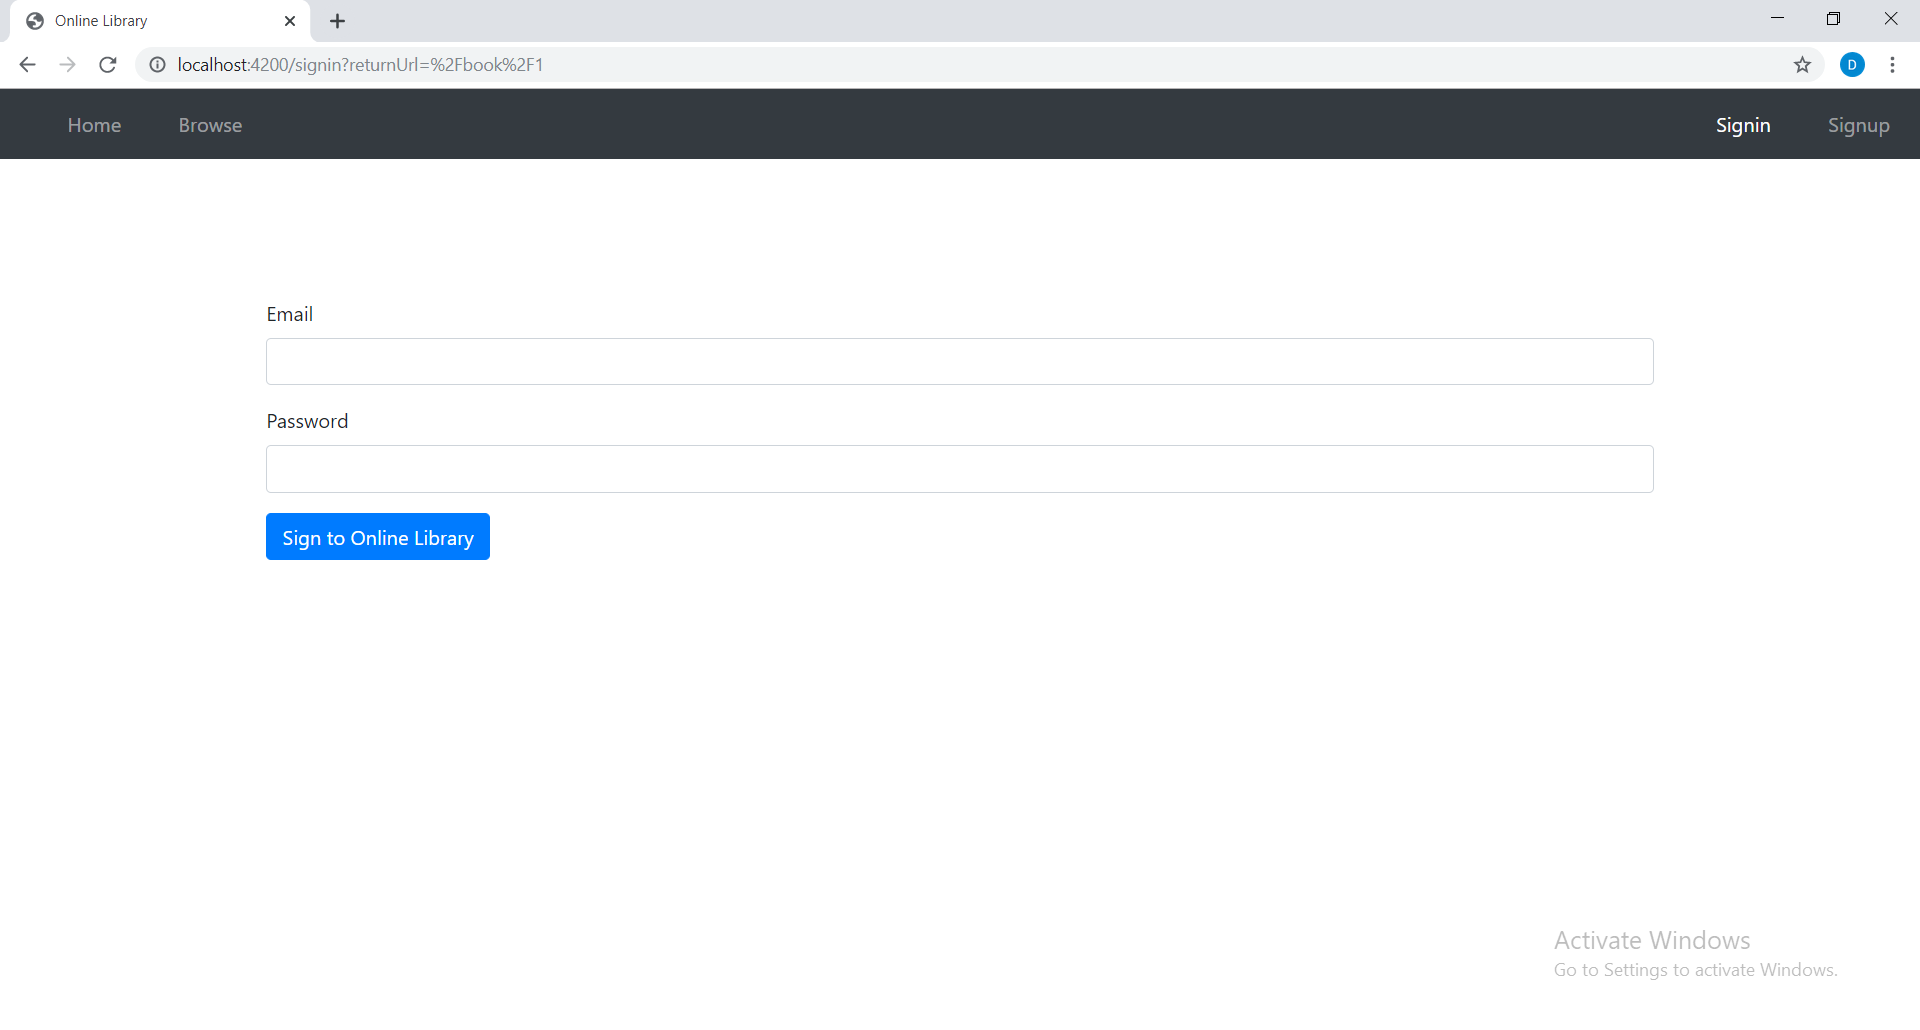 Online Library
localhost:4200/signin?returnUrl=%2Fbook%2F1
D
Home Browse Signin Signup
Email
Password
Sign to Online Library
Activate Windows
Go to Settings to activate Windows.